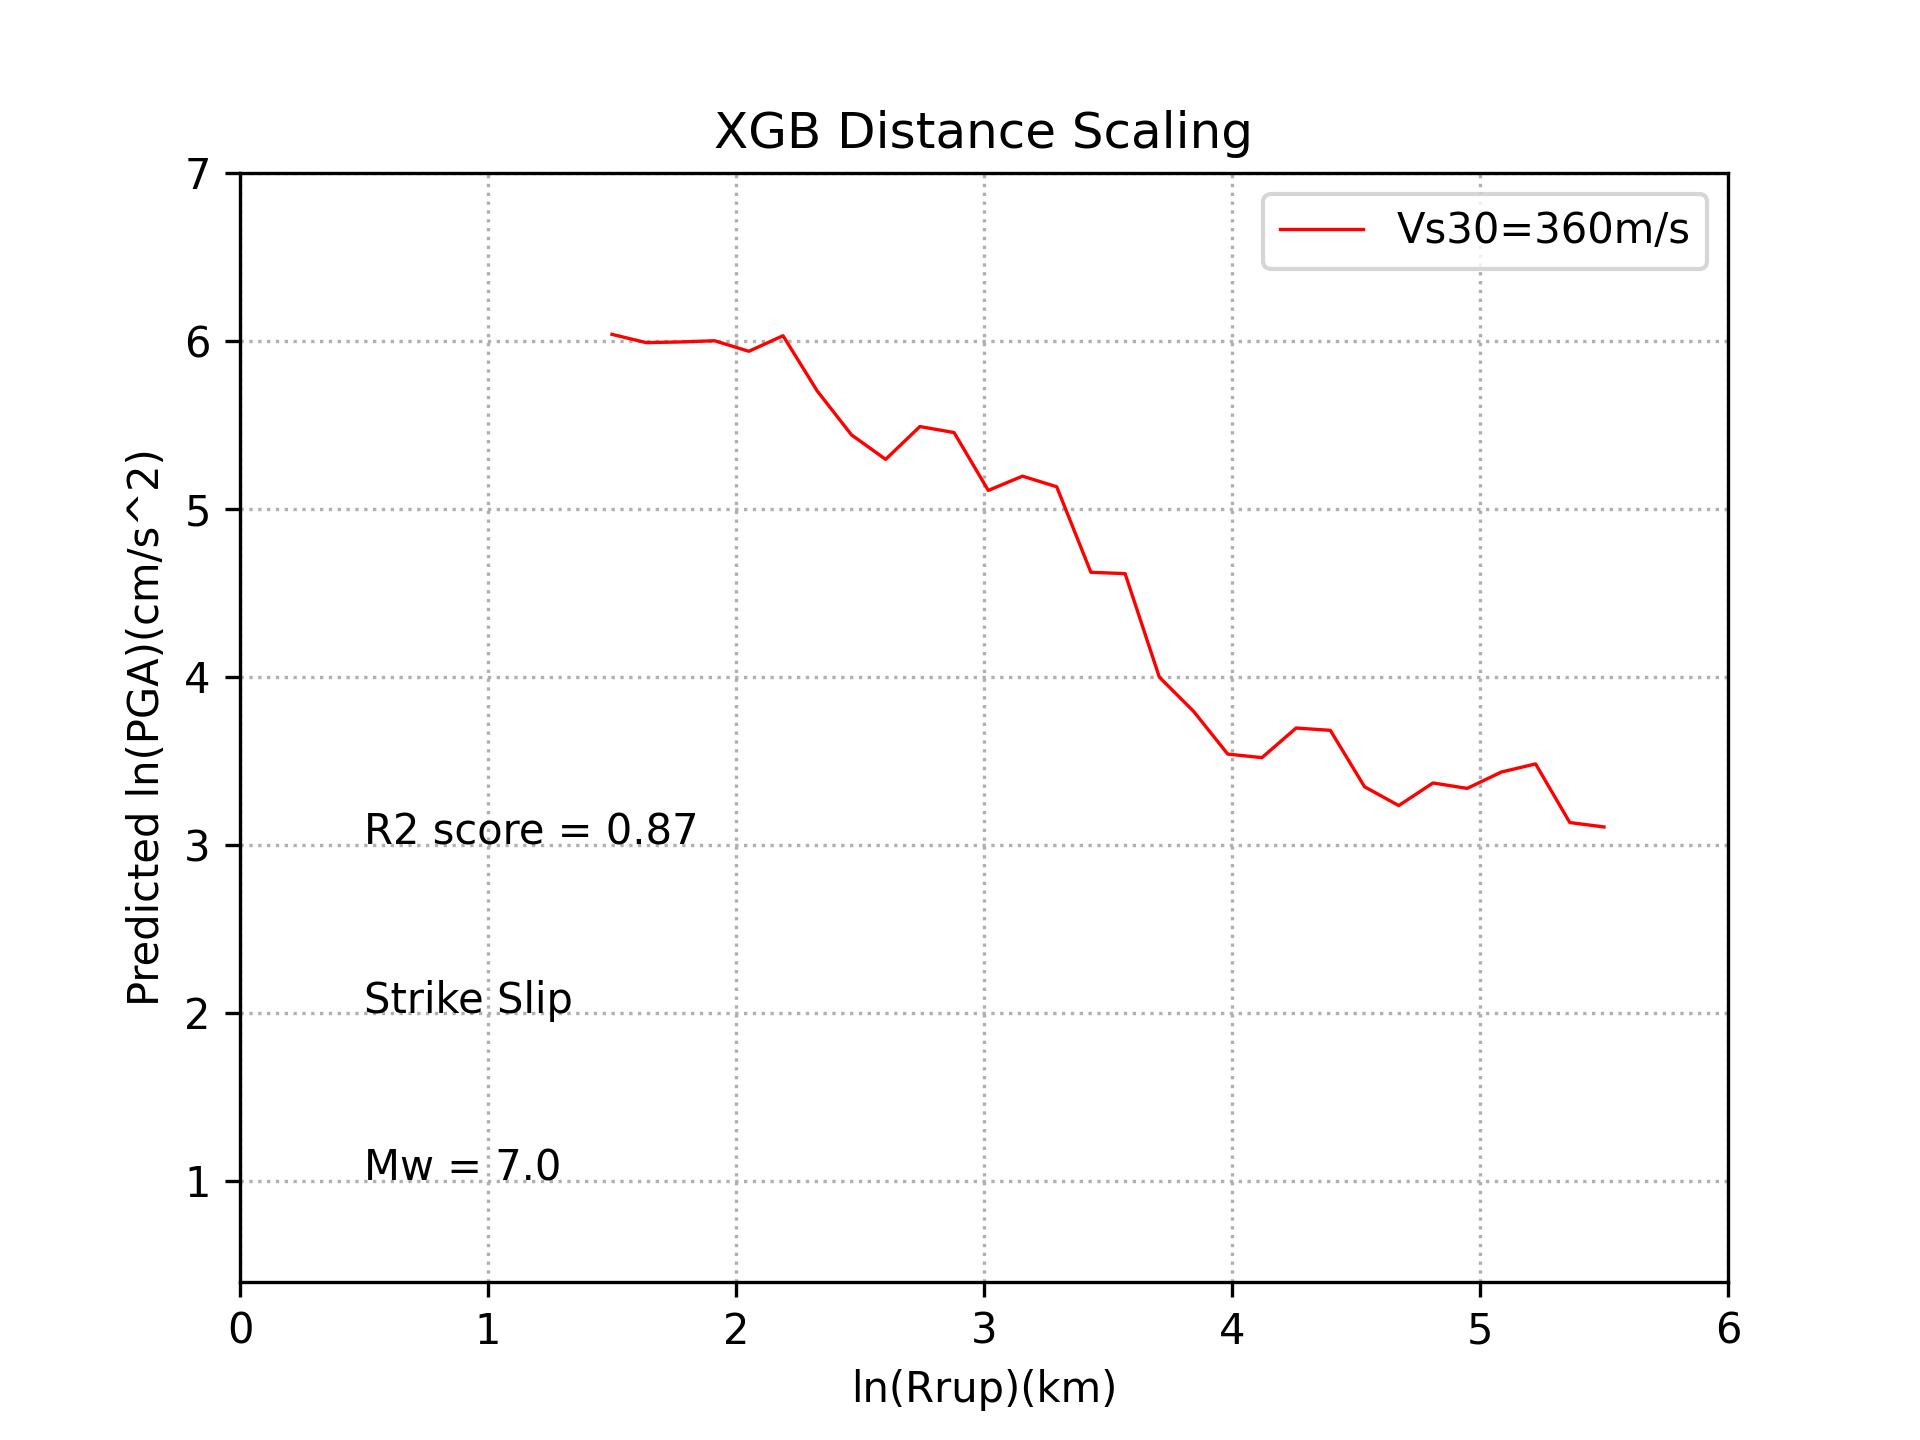 XGB Distance Scaling
7
6
5
4
3
2
1
Predicted ln(PGA)(cm/s^2)
Vs30=360m/s
R2 score = 0.87
Strike Slip
Mw = 7.0
0 1 2 3 4 5 6
ln(Rrup)(km)